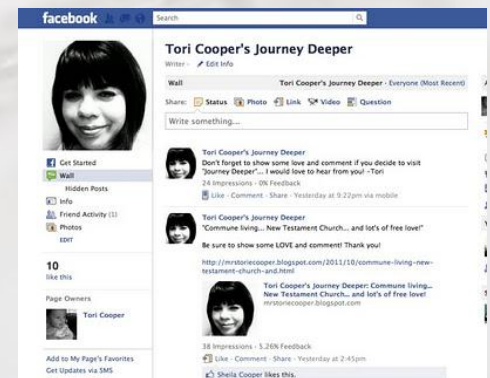 facebook
Search
Tori Cooper's Journey Deeper
Writer · Edit Info
Wall
Tori Cooper's Journey Deeper · Everyone (Most Recent)
Share: Status Photo Link Video Question
Write something...
Get Started
Wall
Hidden Posts
Info
Friend Activity (1)
Photos
EDIT
10
like this
Page Owners
Tori Cooper
Add to My Page's Favorites
Get Updates via SMS
Tori Cooper's Journey Deeper
Don't forget to show some love and comment if you decide to visit
"Journey Deeper"... I would love to hear from you! -Tori
24 Impressions · 0% Feedback
Like · Comment · Share · Yesterday at 9:22pm via mobile
Tori Cooper's Journey Deeper
"Commune living... New Testament Church... and lots of free love!"
Be sure to show some LOVE and comment! Thank you!
http://mrstoriecooper.blogspot.com/2011/10/commune-living-new-
testament-church-and.html
Tori Cooper's Journey Deeper: Commune living...
New Testament Church... and lot's of free love!
mrstoriecooper.blogspot.com
38 Impressions · 5.26% Feedback
Like · Comment · Share · Yesterday at 2:45pm
Sheila Cooper likes this.